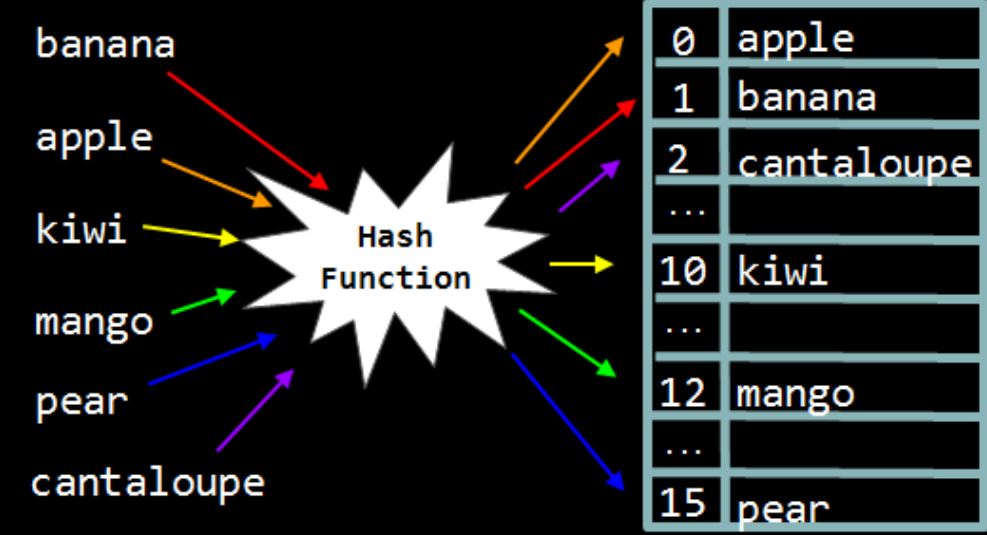 banana
apple
kiwi
mango
pear
cantaloupe
Hash
Function
0 apple
1 banana
2 cantaloupe
...
10 kiwi
...
12 mango
...
15 pear